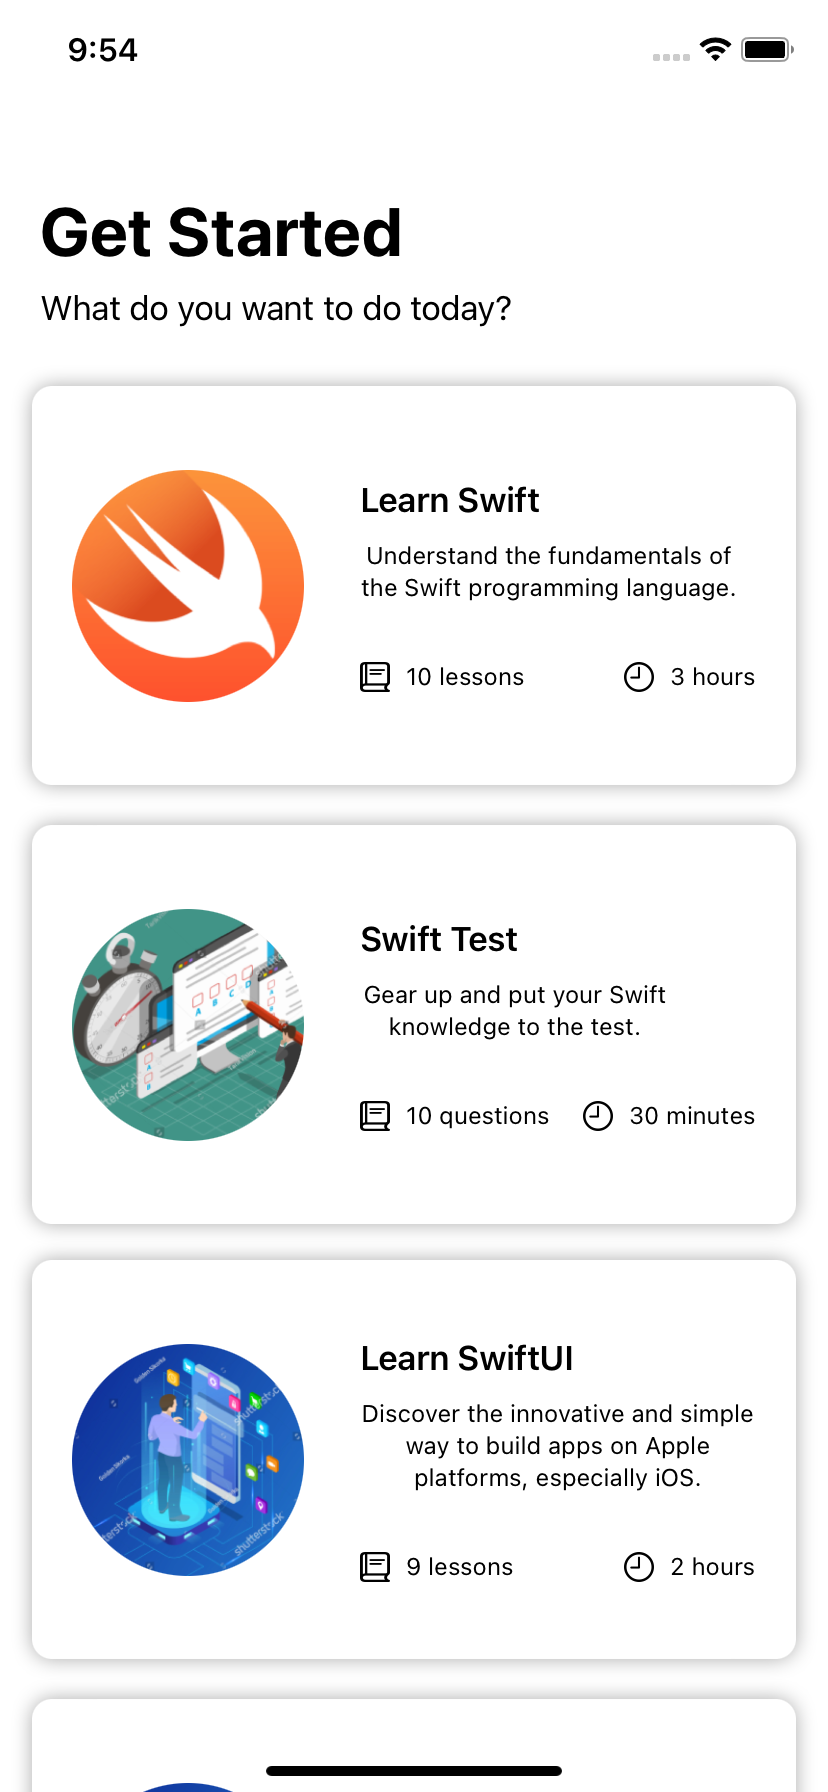 9:54
Get Started
What do you want to do today?
Learn Swift
Understand the fundamentals of
the Swift programming language.
10 lessons
3 hours
Swift Test
Gear up and put your Swift
knowledge to the test.
10 questions
30 minutes
A
B
C
D
Learn SwiftUI
Discover the innovative and simple
way to build apps on Apple
platforms, especially iOS.
9 lessons
2 hours
shutterstock